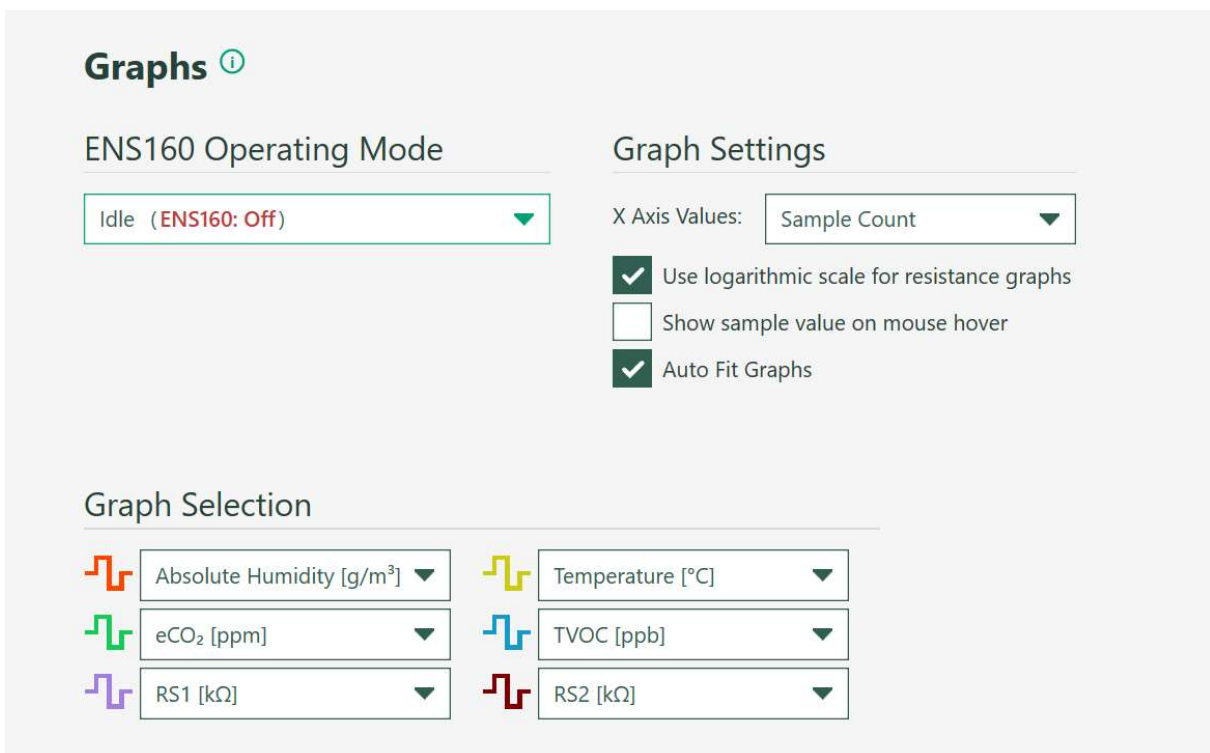 Graphs
ENS160 Operating Mode
Idle (ENS160: Off)
Graph Settings
X Axis Values: Sample Count
Use logarithmic scale for resistance graphs
Show sample value on mouse hover
Auto Fit Graphs
Graph Selection
Absolute Humidity [g/m³] Temperature [°C]
eCO₂ [ppm] TVOC [ppb]
RS1 [kΩ] RS2 [kΩ]